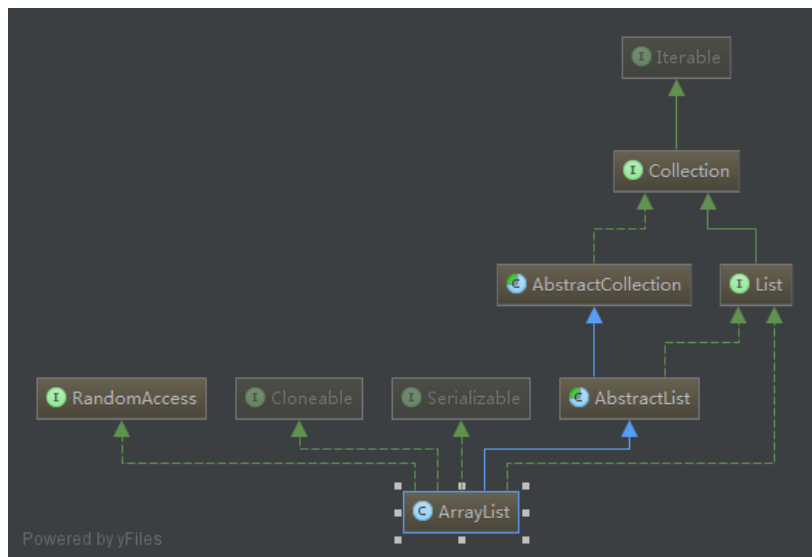 I Iterable
I Collection
C AbstractCollection
I List
I RandomAccess
I Cloneable
I Serializable
C AbstractList
C ArrayList
Powered by yFiles